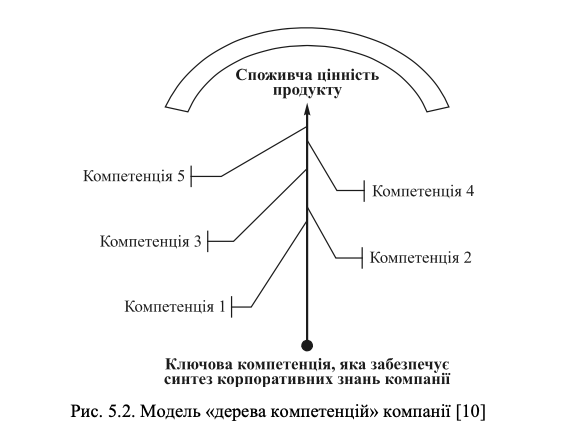 Споживча цінність
продукту
Компетенція 5
Компетенція 4
Компетенція 3
Компетенція 2
Компетенція 1
Ключова компетенція, яка забезпечує
синтез корпоративних знань компанії
Рис. 5.2. Модель «дерева компетенцій» компанії [10]